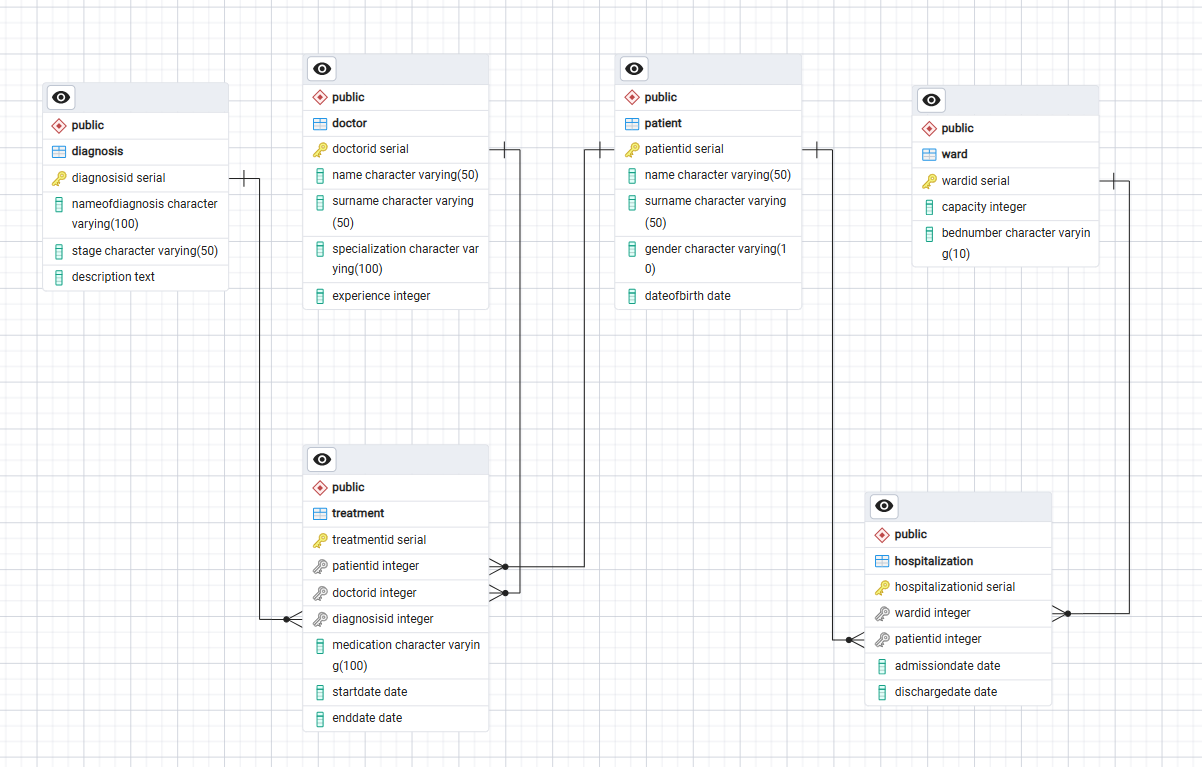 public
diagnosis
diagnosisid serial
nameofdiagnosis character
varying(100)
stage character varying(50)
description text
public
doctor
doctorid serial
name character varying(50)
surname character varying
(50)
specialization character var
ying(100)
experience integer
public
patient
patientid serial
name character varying(50)
surname character varying
(50)
gender character varying(1
0)
dateofbirth date
public
ward
wardid serial
capacity integer
bednumber character varyin
g(10)
public
treatment
treatmentid serial
patientid integer
doctorid integer
diagnosisid integer
medication character varyin
g(100)
startdate date
enddate date
public
hospitalization
hospitalizationid serial
wardid integer
patientid integer
admissiondate date
dischargedate date